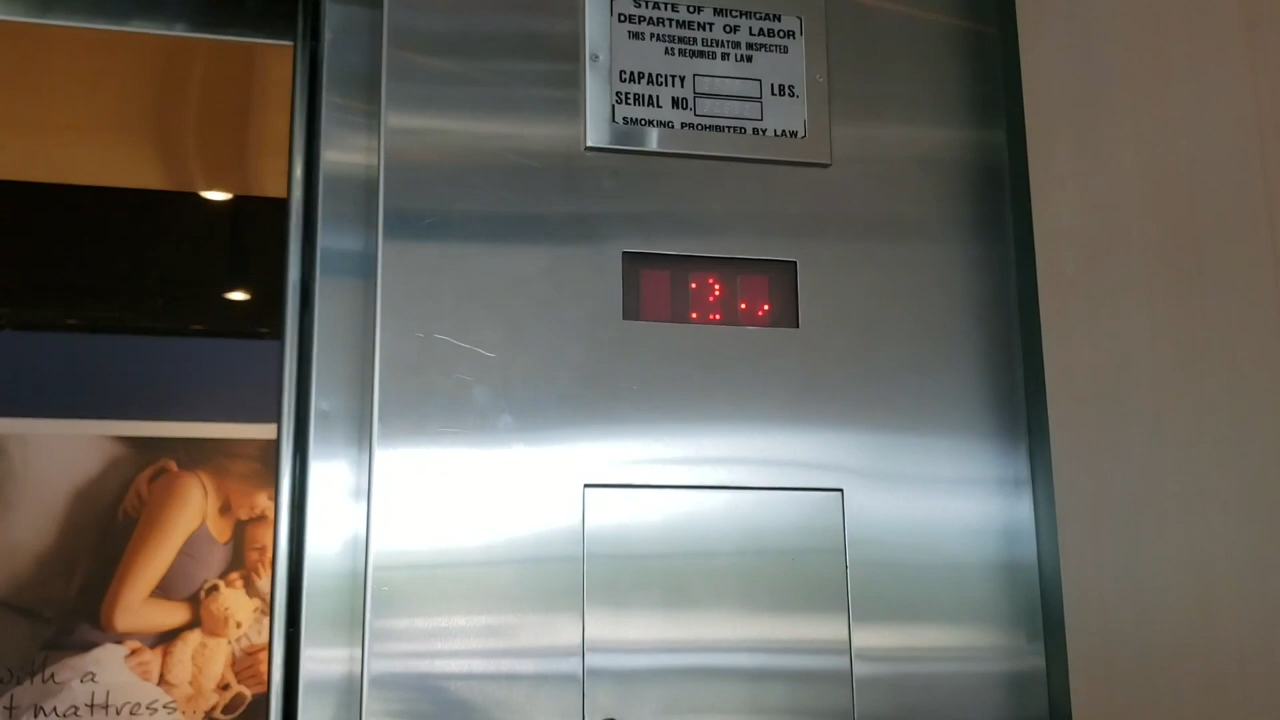 STATE OF MICHIGAN
DEPARTMENT OF LABOR
THIS PASSENGER ELEVATOR INSPECTED
AS REQUIRED BY LAW
CAPACITY LBS.
SERIAL NO.
SMOKING PROHIBITED BY LAW
with a
t mattress...